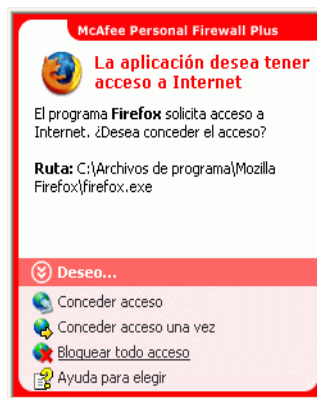 McAfee Personal Firewall Plus
La aplicación desea tener
acceso a Internet
El programa Firefox solicita acceso a
Internet. ¿Desea conceder el acceso?
Ruta: C:\Archivos de programa\Mozilla
Firefox\firefox.exe
Deseo...
Conceder acceso
Conceder acceso una vez
Bloquear todo acceso
Ayuda para elegir